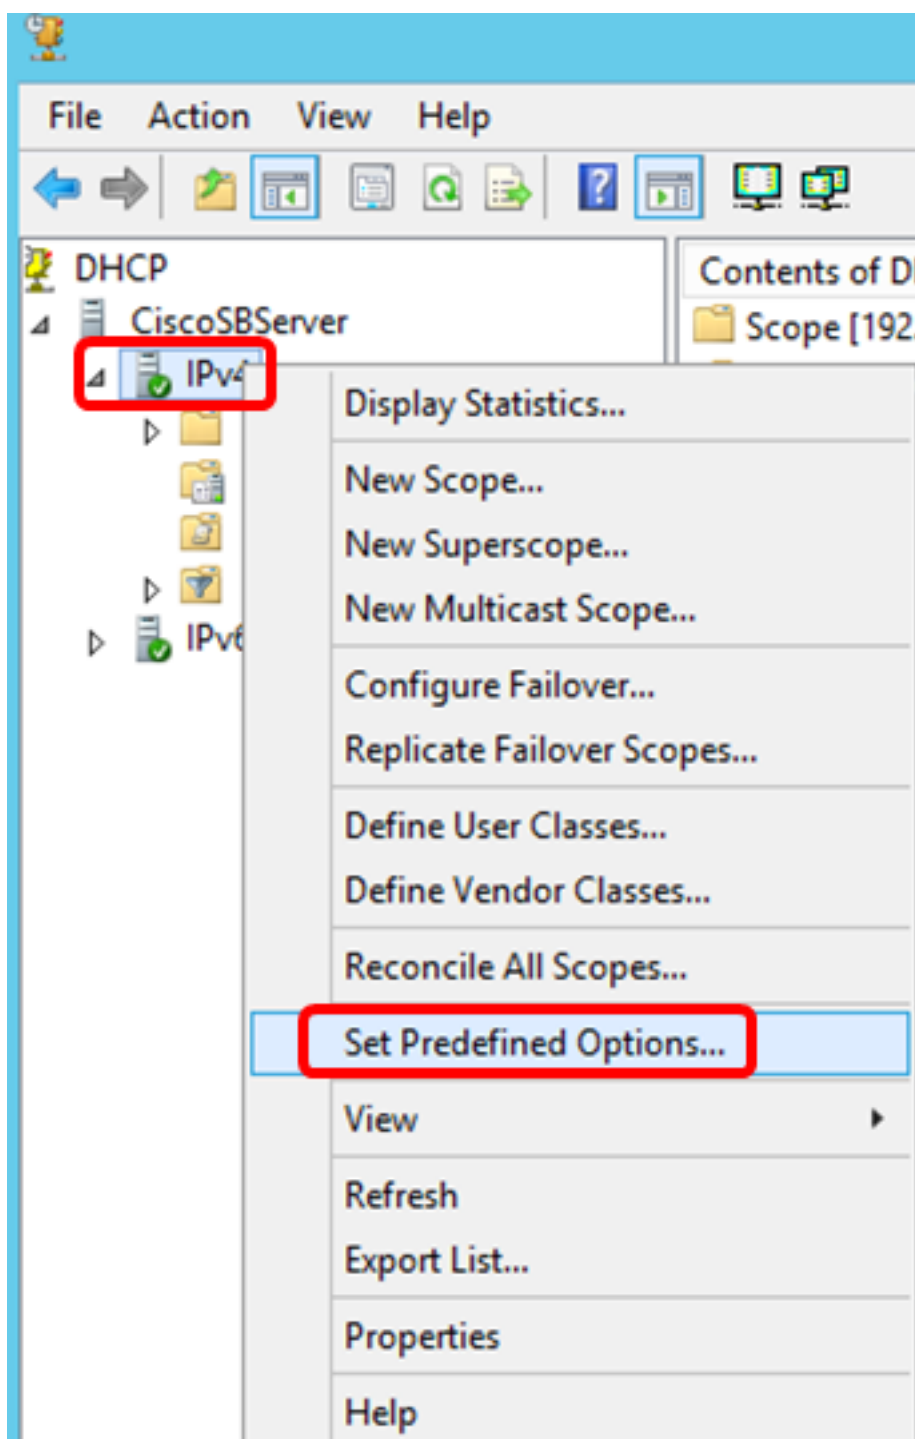 File Action View Help
DHCP
Contents of
CiscoSBServer
Scope [192.
IPv4
Display Statistics...
New Scope...
New Superscope...
New Multicast Scope...
IPv6
Configure Failover...
Replicate Failover Scopes...
Define User Classes...
Define Vendor Classes...
Reconcile All Scopes...
Set Predefined Options...
View
Refresh
Export List...
Properties
Help